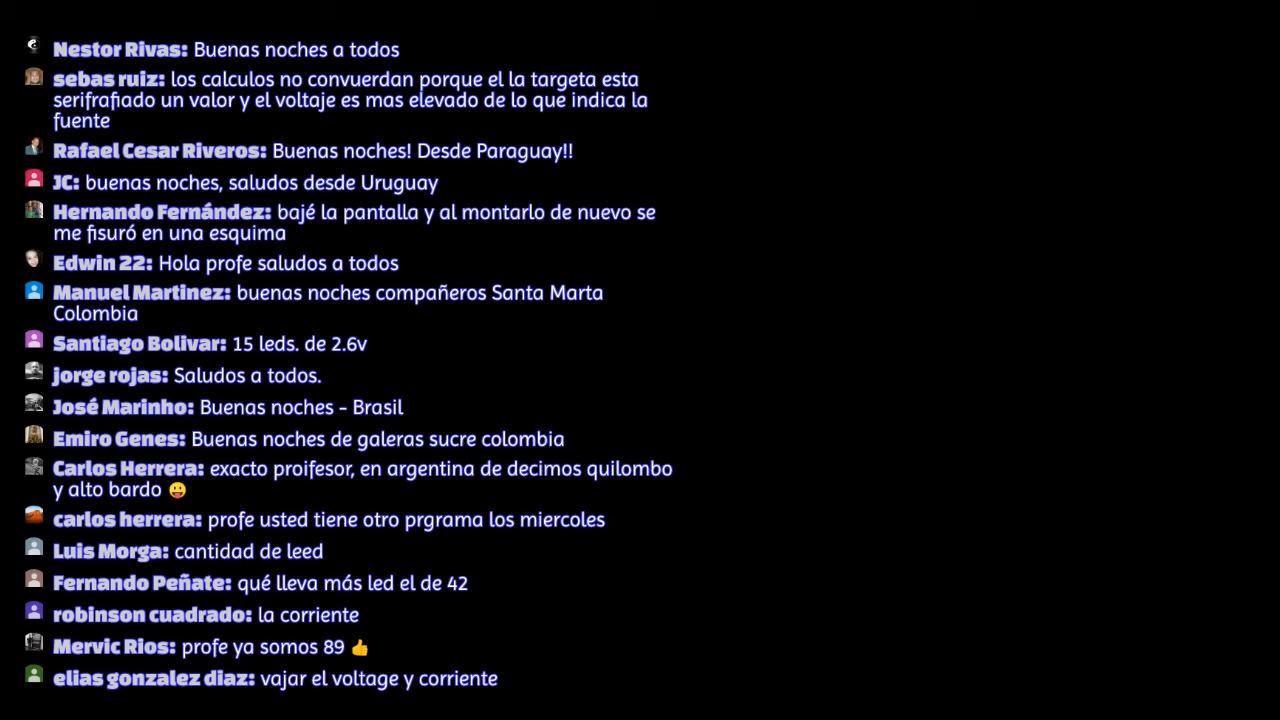 Nestor Rivas: Buenas noches a todos
sebas ruiz: los calculos no convuerdan porque el la targeta esta
serifrafiado un valor y el voltaje es mas elevado de lo que indica la
fuente
Rafael Cesar Riveros: Buenas noches! Desde Paraguay!!
JC: buenas noches, saludos desde Uruguay
Hernando Fernández: bajé la pantalla y al montarlo de nuevo se
me fisuró en una esquima
Edwin 22: Hola profe saludos a todos
Manuel Martinez: buenas noches compañeros Santa Marta
Colombia
Santiago Bolivar: 15 leds. de 2.6v
jorge rojas: Saludos a todos.
José Marinho: Buenas noches - Brasil
Emiro Genes: Buenas noches de galeras sucre colombia
Carlos Herrera: exacto proifesor, en argentina de decimos quilombo
y alto bardo 😛
carlos herrera: profe usted tiene otro prgrama los miercoles
Luis Morga: cantidad de leed
Fernando Peñate: qué lleva más led el de 42
robinson cuadrado: la corriente
Mervic Rios: profe ya somos 89 👍
elias gonzalez diaz: vajar el voltage y corriente